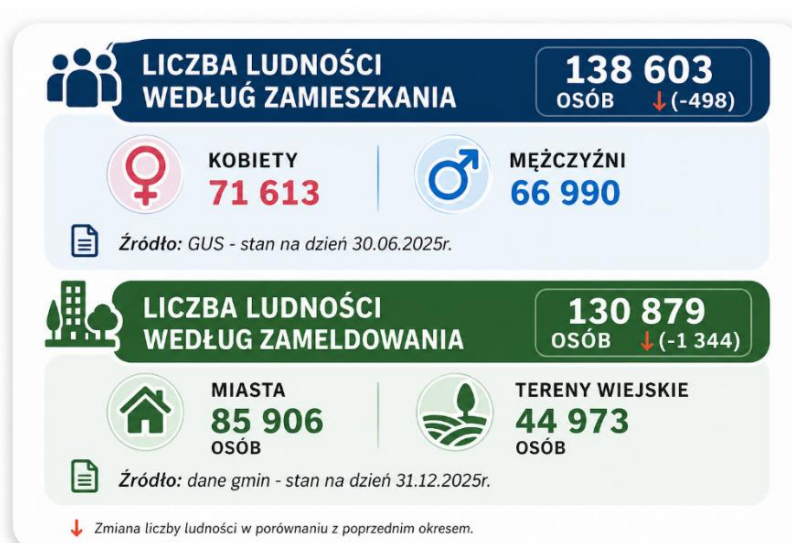 LICZBA LUDNOŚCI
WEDŁUǴ ZAMIESZKANIA
138 603
OSÓB ↓ (-498)
KOBIETY
71 613
MĘŻCZYŹNI
66 990
Źródło: GUS - stan na dzień 30.06.2025r.
LICZBA LUDNOŚCI
WEDŁUG ZAMELDOWANIA
130 879
OSÓB ↓ (-1 344)
MIASTA
85 906
OSÓB
TERENY WIEJSKIE
44 973
OSÓB
Źródło: dane gmin - stan na dzień 31.12.2025r.
↓ Zmiana liczby ludności w porównaniu z poprzednim okresem.